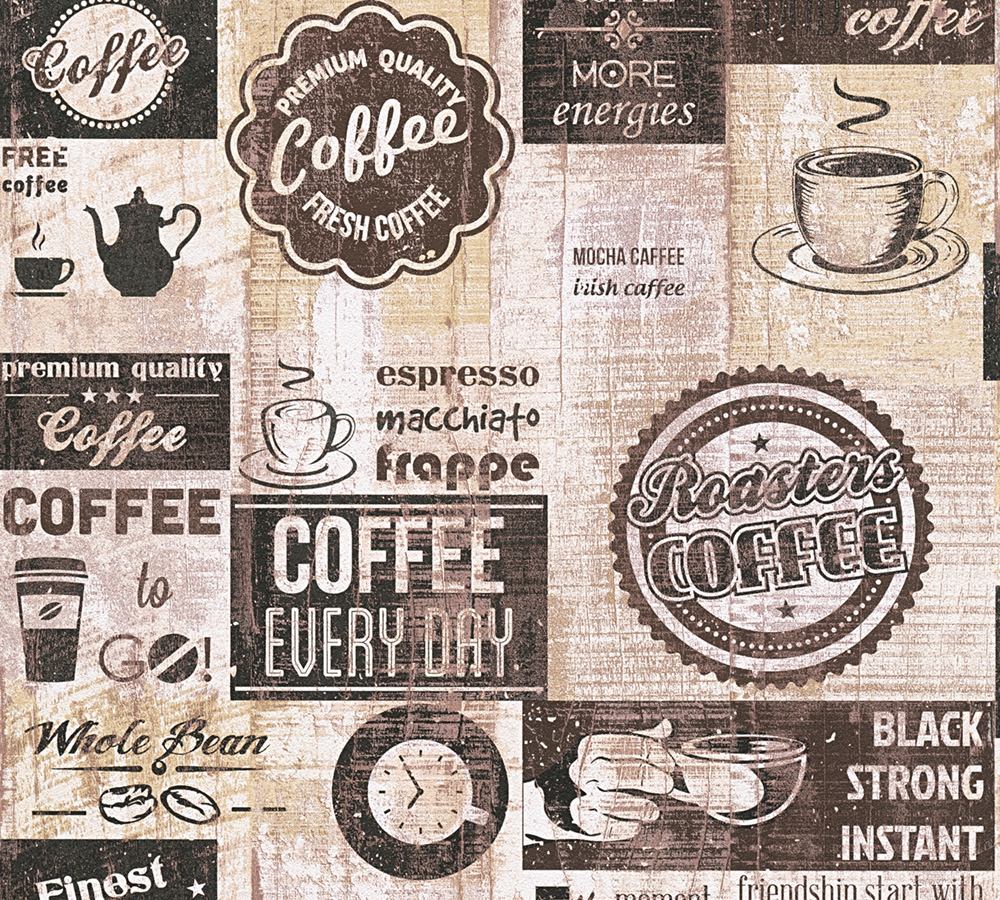 Coffee
PREMIUM QUALITY
Coffee
FRESH COFFEE
MORE
energies
coffee
FREE
coffee
MOCHA CAFFEE
irish caffee
premium quality
Coffee
espresso
macchiato
frappe
COFFEE
to
GO!
COFFEE
EVERY DAY
Roasters
COFFEE
Whole Bean
BLACK
STRONG
INSTANT
Finest
moment
friendship start with